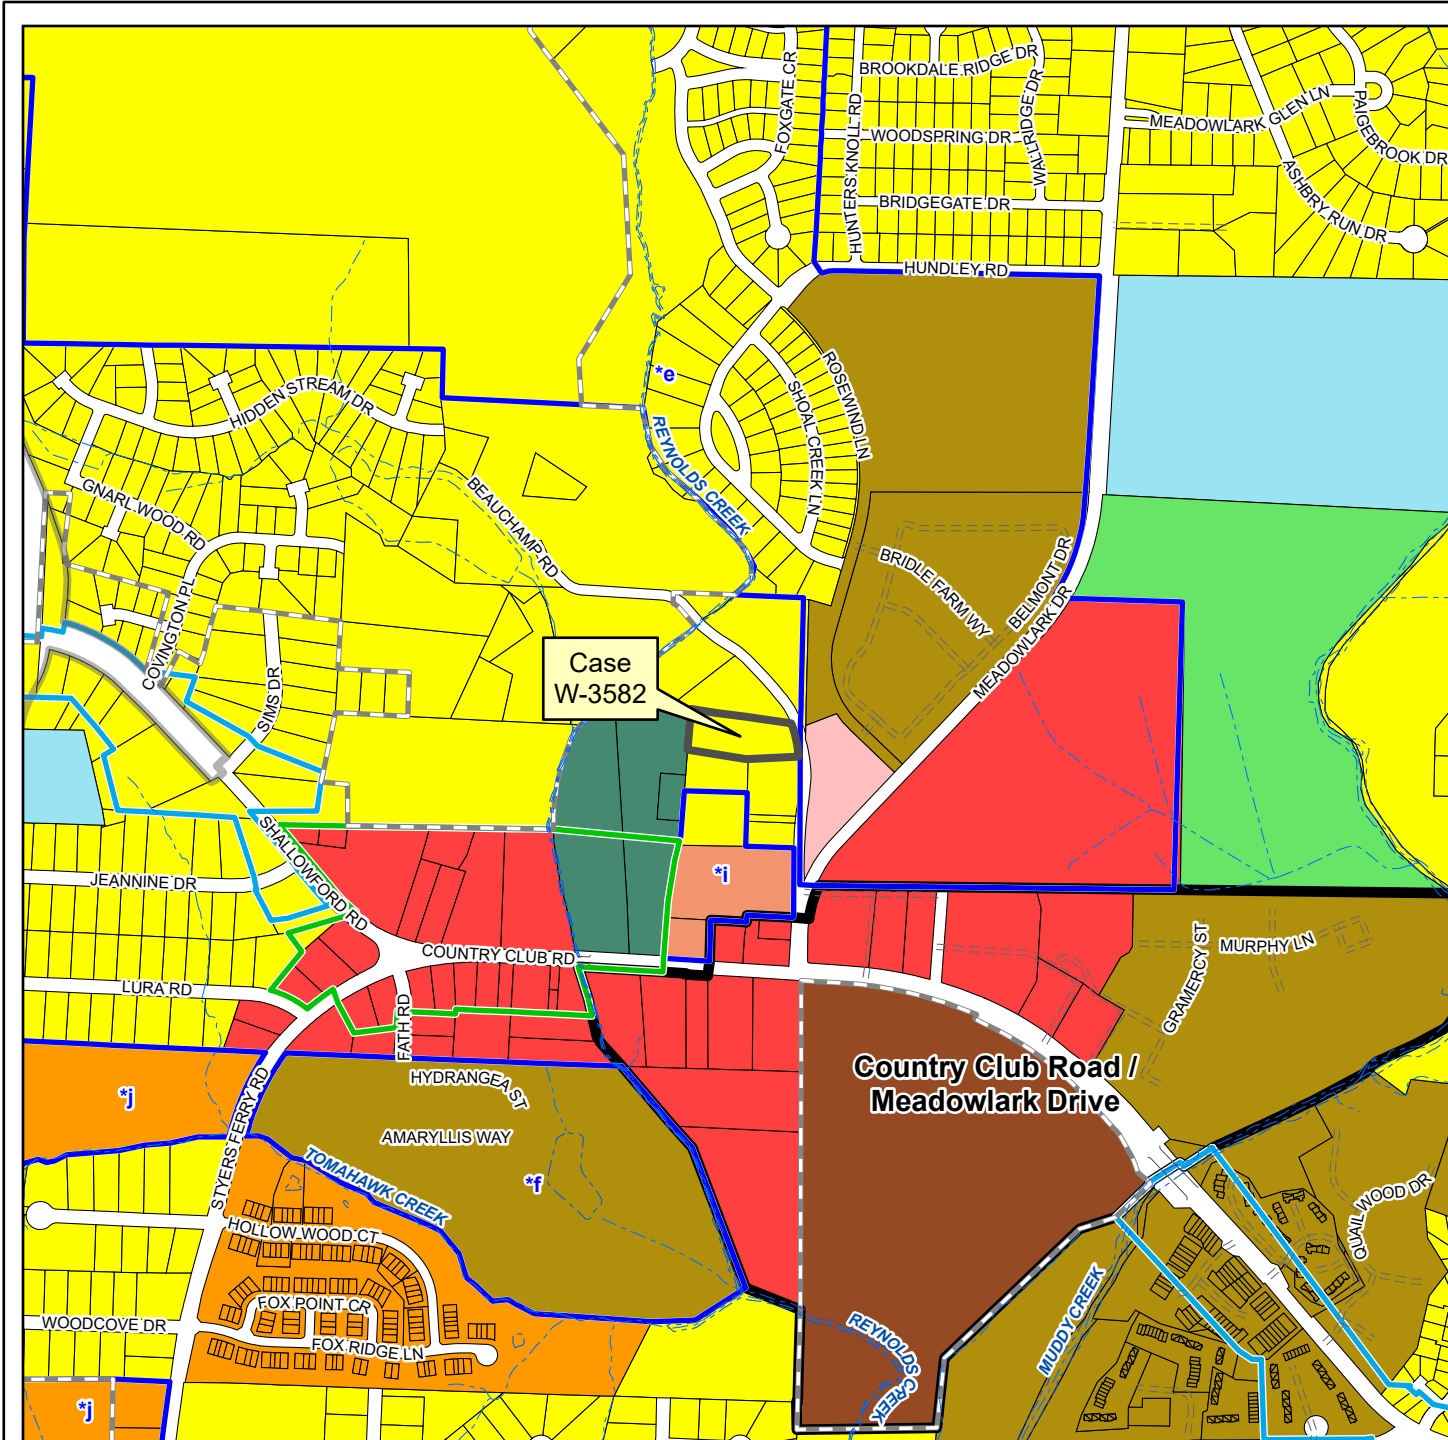 BROOKDALE RIDGE DR
FOXGATE CR
HUNTERS KNOLL RD
WOODSPRING DR
WALLRIDGE DR
MEADOWLARK GLEN LN
PAIGEBROOK DR
BRIDGEGATE DR
ASHBRY RUN DR
HUNDLEY RD
*e
ROSEWIND LN
SHOAL CREEK LN
HIDDEN STREAM DR
REYNOLDS CREEK
GNARLWOOD RD
BEAUCHAMP RD
BRIDLE FARM WY
BELMONT DR
MEADOWLARK DR
COVINGTON PL
SIMS DR
Case
W-3582
SHALLOWFORD RD
JEANNINE DR
*i
COUNTRY CLUB RD
MURPHY LN
GRAMERCY ST
LURA RD
FATH RD
Country Club Road /
Meadowlark Drive
*j
HYDRANGEA ST
STYERS FERRY RD
AMARYLLIS WAY
TOMAHAWK CREEK
*f
QUAIL WOOD DR
HOLLOW WOOD CT
FOX POINT CR
WOODCOVE DR
FOX RIDGE LN
REYNOLDS
CREEK
MUDDY CREEK
*j